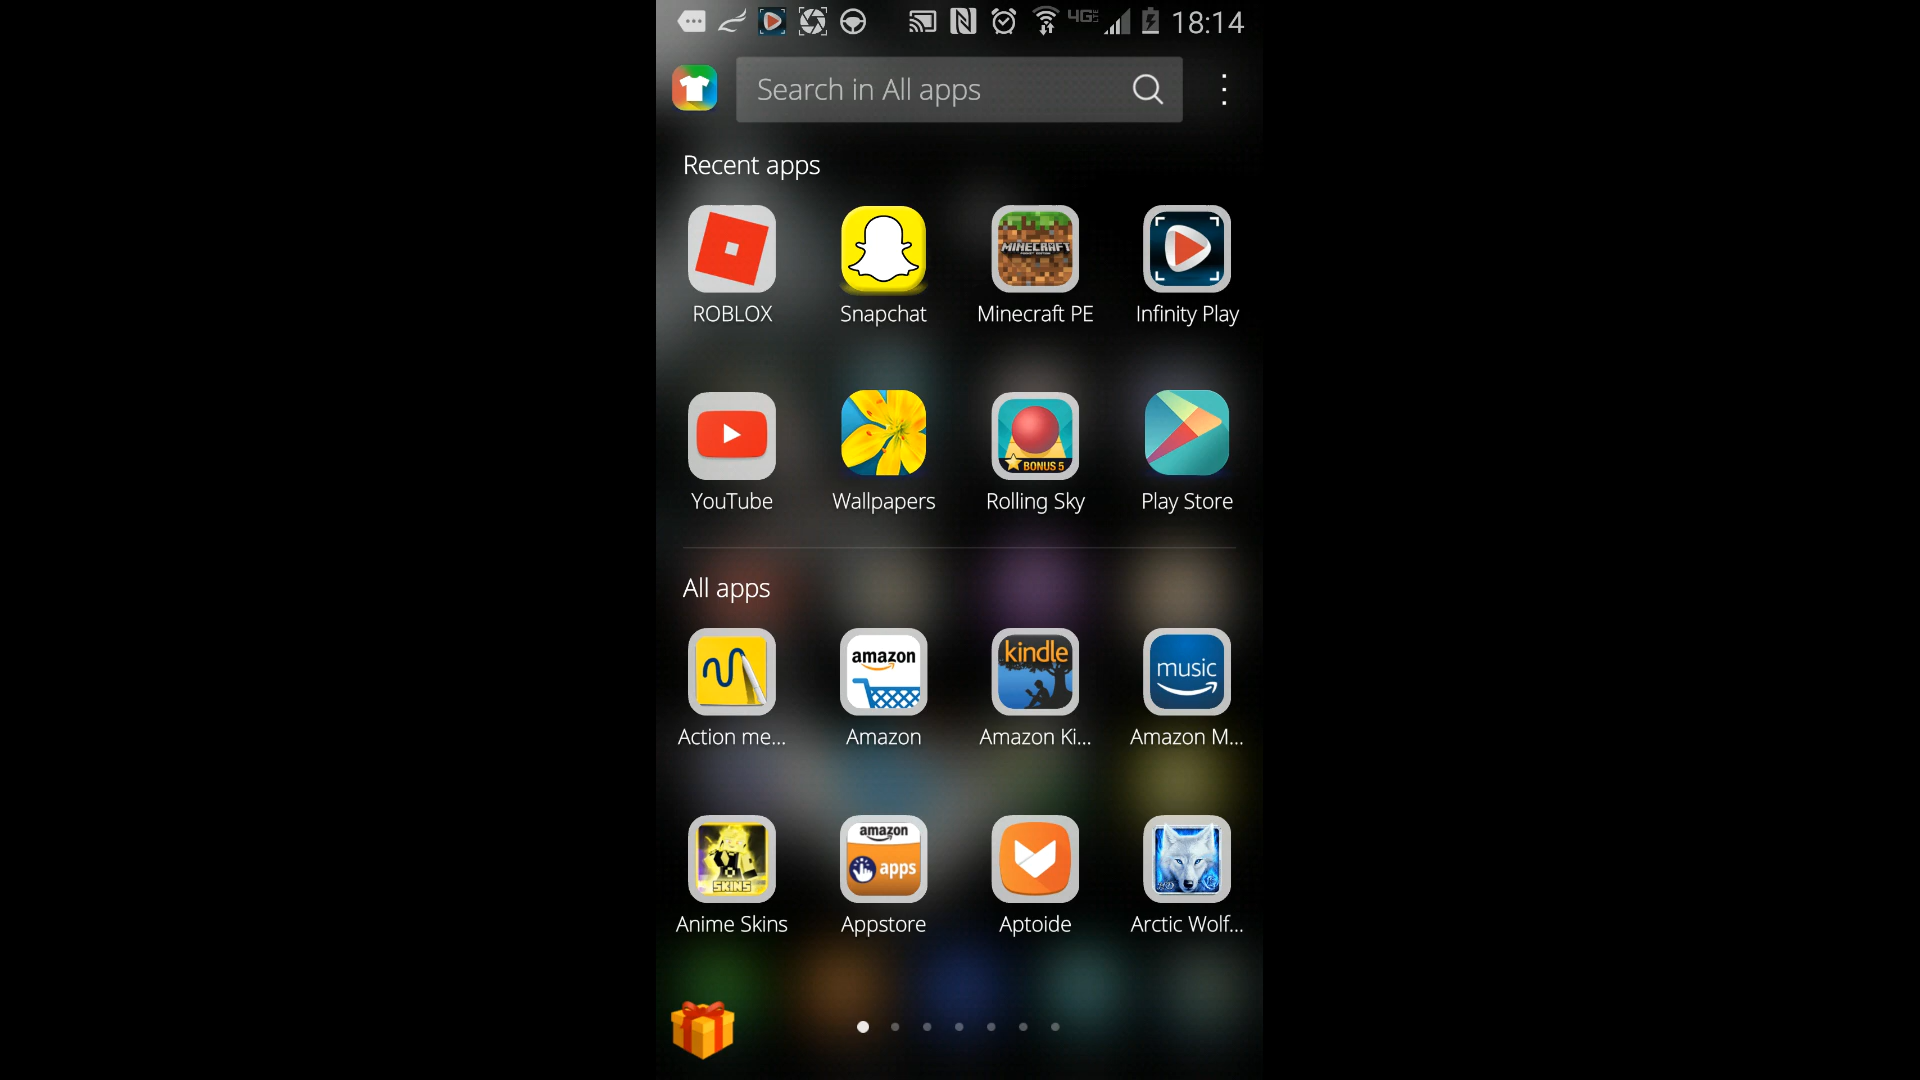 4G LTE 18:14
Search in All apps
Recent apps
ROBLOX Snapchat Minecraft PE Infinity Play
MINECRAFT
BONUS 5
YouTube Wallpapers Rolling Sky Play Store
All apps
amazon kindle music
Action me... Amazon Amazon Ki... Amazon M...
amazon
SKINS apps
Anime Skins Appstore Aptoide Arctic Wolf...